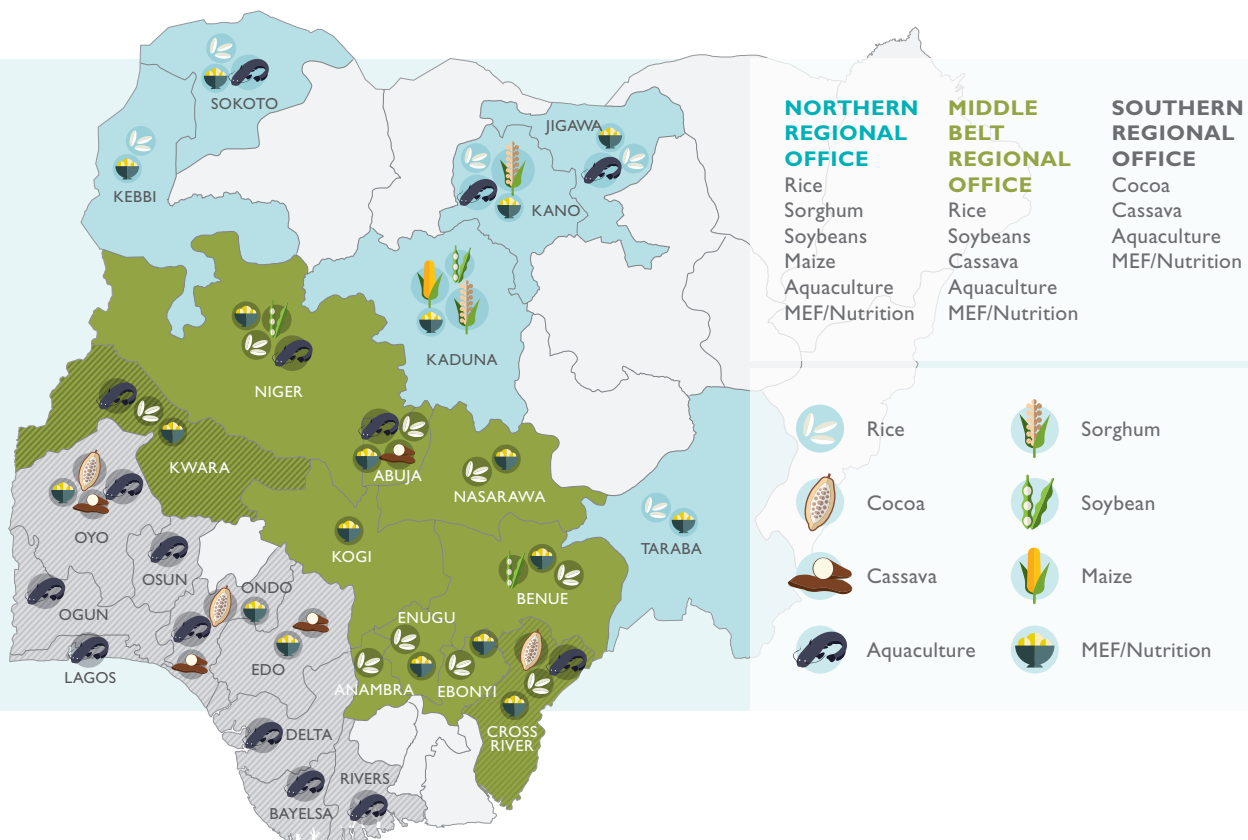 SOKOTO
KEBBI
JIGAWA
KANO
KADUNA
NIGER
KWARA
ABUJA
NASARAWA
KOGI
TARABA
BENUE
OYO
OSUN
OGUN
LAGOS
ONDO
EDO
ENUGU
ANAMBRA
EBONYI
CROSS
RIVER
DELTA
RIVERS
BAYELSA
NORTHERN
REGIONAL
OFFICE
Rice
Sorghum
Soybeans
Maize
Aquaculture
MEF/Nutrition
MIDDLE
BELT
REGIONAL
OFFICE
Rice
Soybeans
Cassava
Aquaculture
MEF/Nutrition
SOUTHERN
REGIONAL
OFFICE
Cocoa
Cassava
Aquaculture
MEF/Nutrition
Rice
Cocoa
Cassava
Aquaculture
Sorghum
Soybean
Maize
MEF/Nutrition